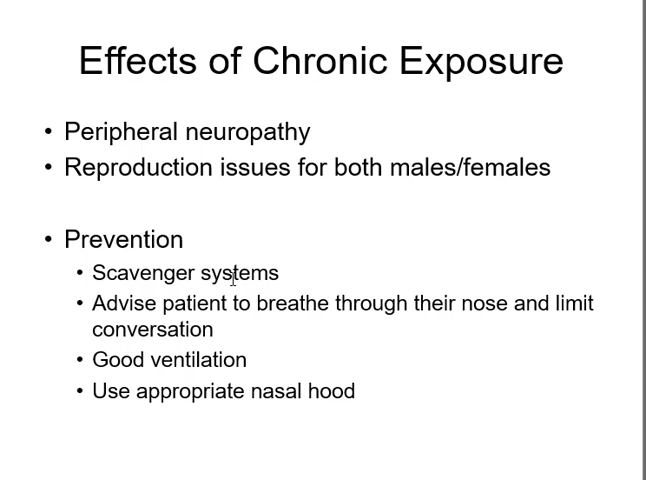 Effects of Chronic Exposure
• Peripheral neuropathy
• Reproduction issues for both males/females
• Prevention
• Scavenger systems
• Advise patient to breathe through their nose and limit
conversation
• Good ventilation
• Use appropriate nasal hood